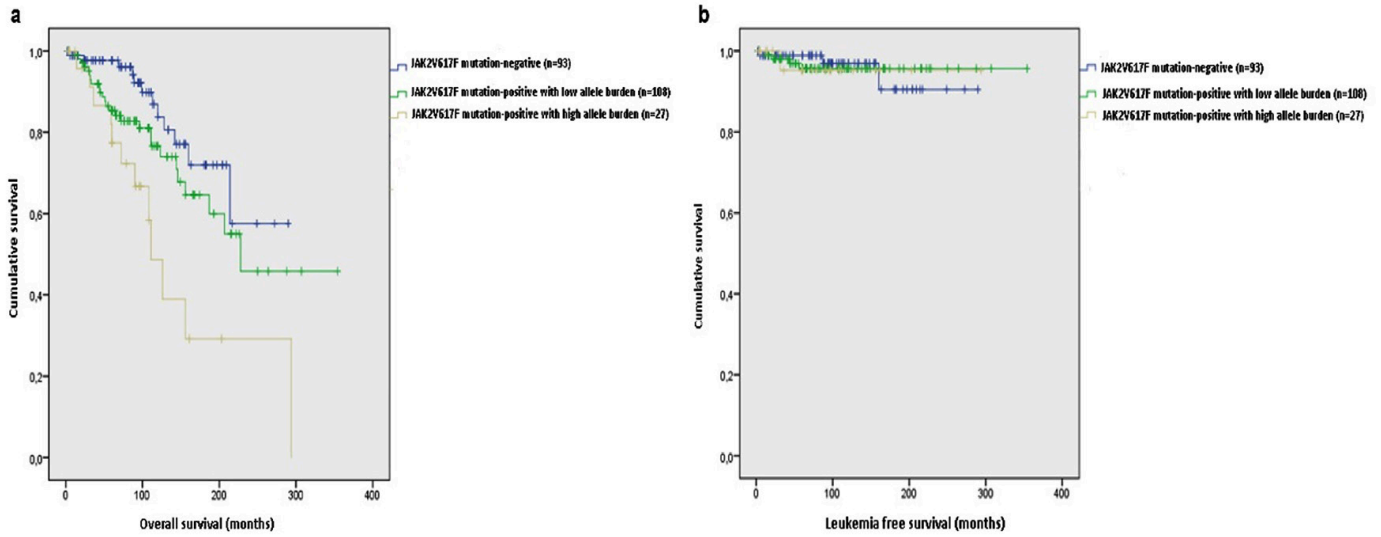 a
1,0
0,8
0,6
0,4
0,2
0,0
Cumulative survival
0 100 200 300 400
Overall survival (months)
JAK2V617F mutation-negative (n=93)
JAK2V617F mutation-positive with low allele burden (n=108)
JAK2V617F mutation-positive with high allele burden (n=27)
b
1,0
0,8
0,6
0,4
0,2
0,0
Cumulative survival
0 100 200 300 400
Leukemia free survival (months)
JAK2V617F mutation-negative (n=93)
JAK2V617F mutation-positive with low allele burden (n=108)
JAK2V617F mutation-positive with high allele burden (n=27)